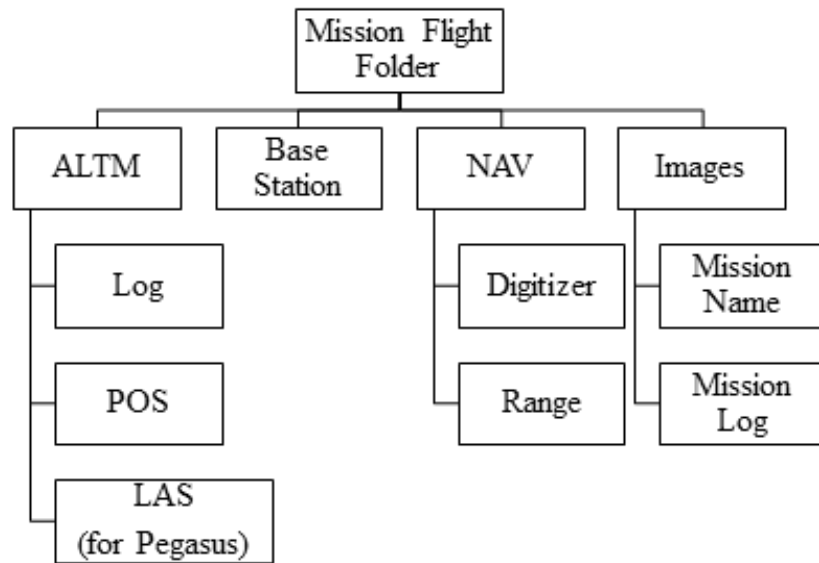 Mission Flight
Folder
ALTM
Base
Station
NAV
Images
Log
Digitizer
Mission
Name
POS
Range
Mission
Log
LAS
(for Pegasus)